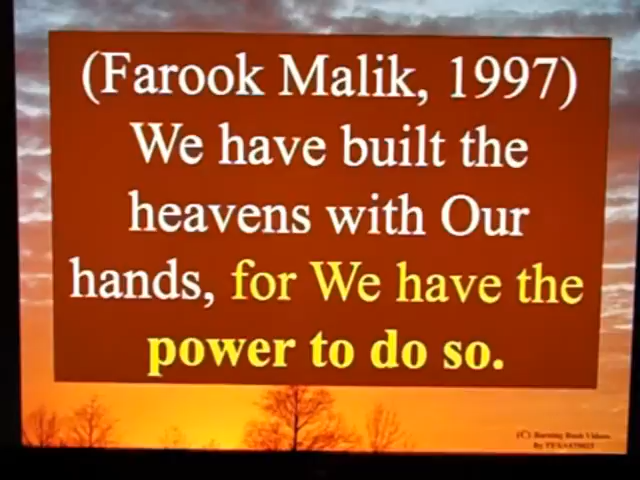 (Farook Malik, 1997)
We have built the
heavens with Our
hands, for We have the
power to do so.
(C) Burning Bush Videos